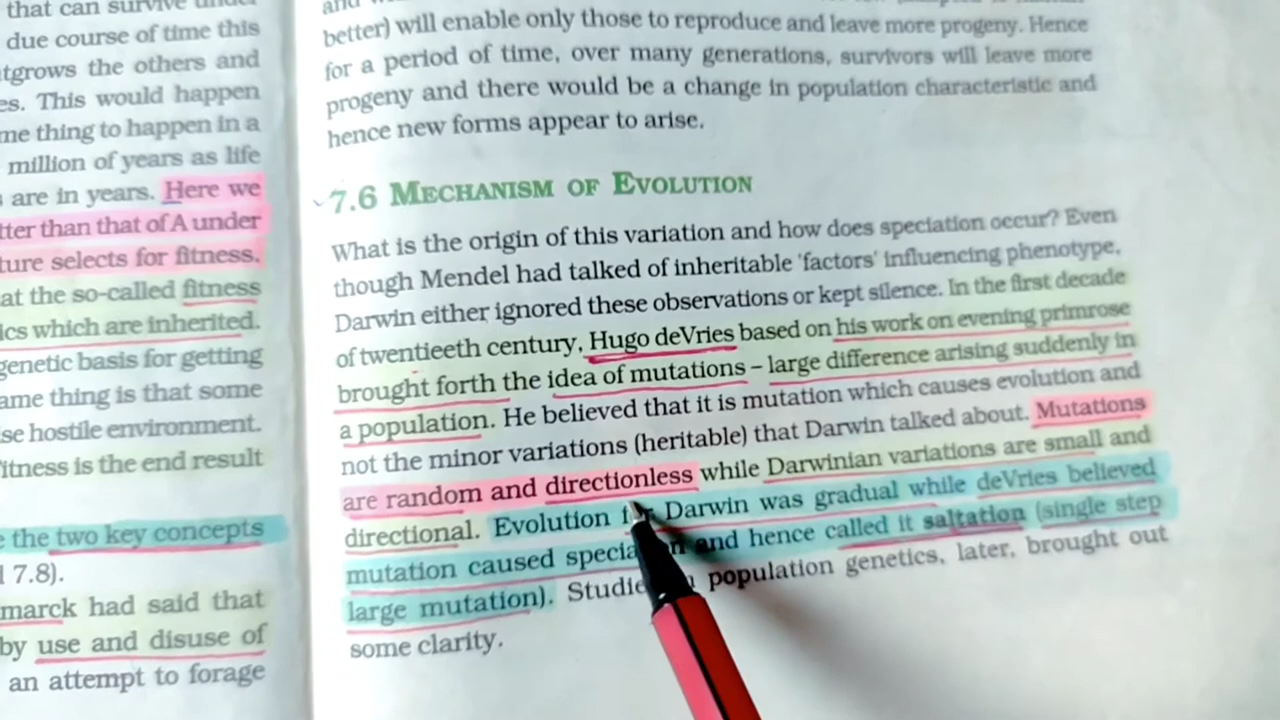 that can survive under
due course of time this
tgrows the others and
es. This would happen
me thing to happen in a
million of years as life
are in years. Here we
tter than that of A under
ture selects for fitness.
at the so-called fitness
ics which are inherited.
genetic basis for getting
ame thing is that some
se hostile environment.
itness is the end result
e the two key concepts
7.8).
marck had said that
by use and disuse of
an attempt to forage
better) will enable only those to reproduce and leave more progeny. Hence
for a period of time, over many generations, survivors will leave more
progeny and there would be a change in population characteristic and
hence new forms appear to arise.
7.6 MECHANISM OF EVOLUTION
What is the origin of this variation and how does speciation occur? Even
though Mendel had talked of inheritable 'factors' influencing phenotype,
Darwin either ignored these observations or kept silence. In the first decade
of twentieeth century, Hugo deVries based on his work on evening primrose
brought forth the idea of mutations – large difference arising suddenly in
a population. He believed that it is mutation which causes evolution and
not the minor variations (heritable) that Darwin talked about. Mutations
are random and directionless while Darwinian variations are small and
directional. Evolution Darwin was gradual while deVries believed
mutation caused and hence called it saltation (single step
large mutation). population genetics, later, brought out
some clarity.